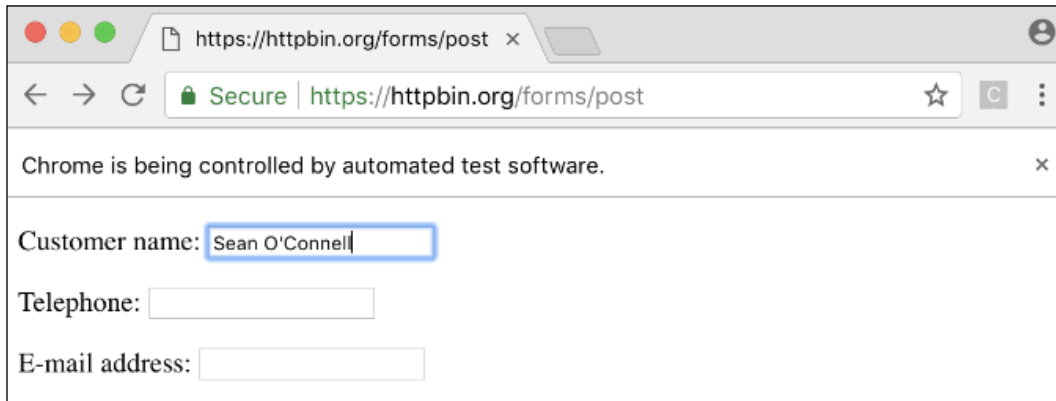 https://httpbin.org/forms/post
Secure https://httpbin.org/forms/post C
Chrome is being controlled by automated test software.
Customer name: Sean O'Connell
Telephone:
E-mail address: